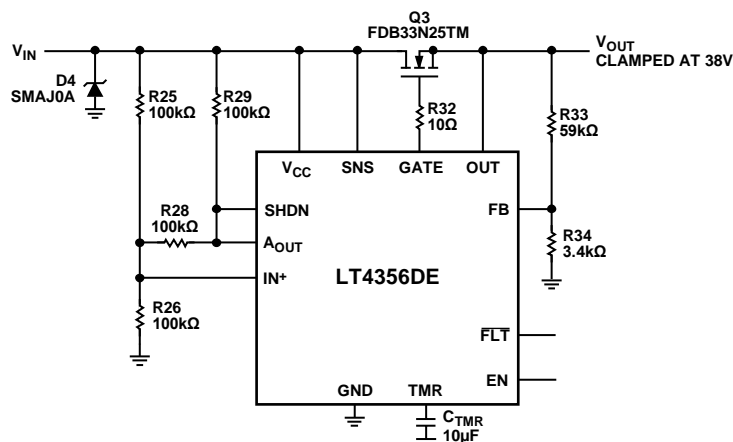 Q3
FDB33N25TM
VIN
VOUT
CLAMPED AT 38V
D4
SMAJ0A
R25
100kΩ
R29
100kΩ
R32
10Ω
R33
59kΩ
VCC
SNS
GATE
OUT
SHDN
FB
R28
100kΩ
AOUT
R34
3.4kΩ
IN+
LT4356DE
R26
100kΩ
FLT
EN
GND
TMR
CTMR
10µF